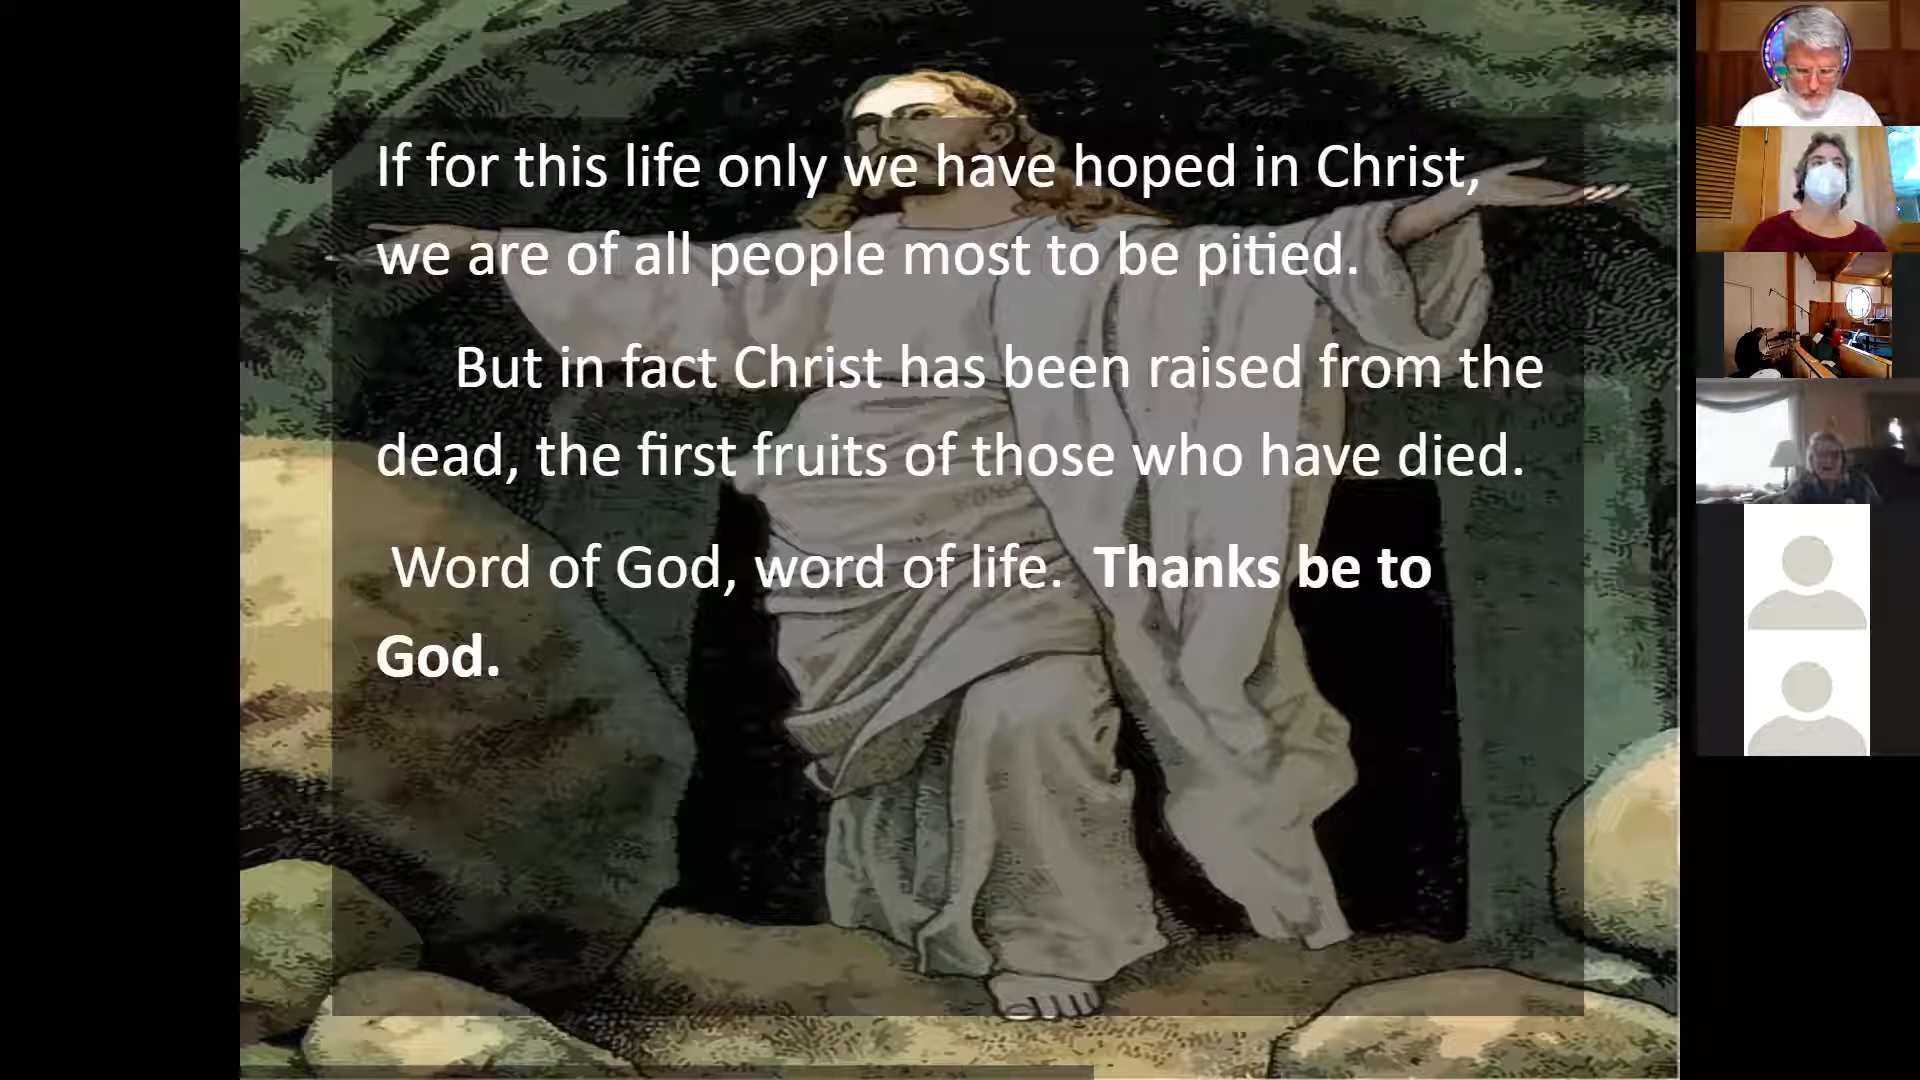 If for this life only we have hoped in Christ,
we are of all people most to be pitied.
But in fact Christ has been raised from the
dead, the first fruits of those who have died.
Word of God, word of life. Thanks be to
God.